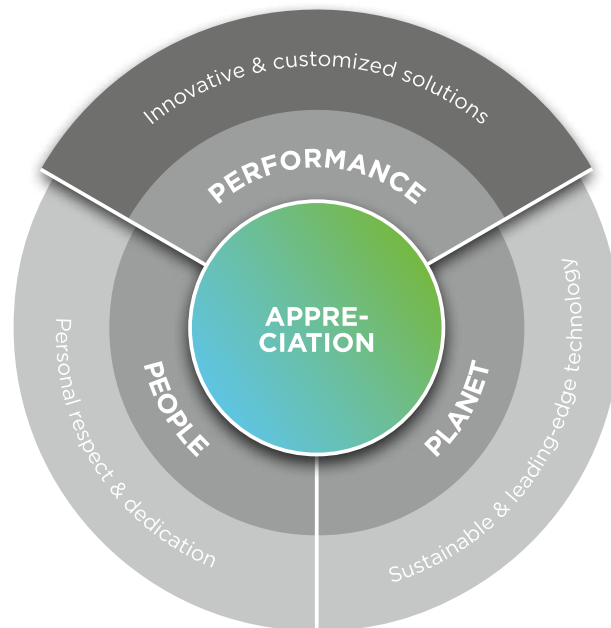 Innovative & customized solutions
PERFORMANCE
APPRE-
CIATION
PEOPLE
Personal respect & dedication
PLANET
Sustainable & leading-edge technology